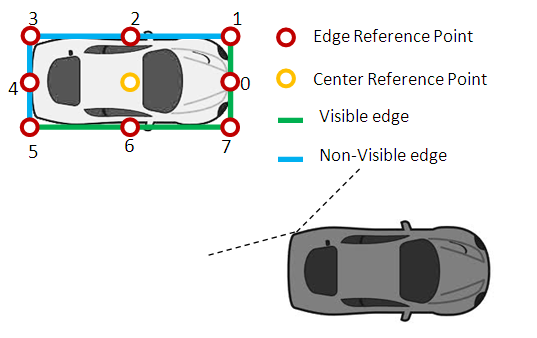 3 2 1
4 0
5 6 7
Edge Reference Point
Center Reference Point
Visible edge
Non-Visible edge